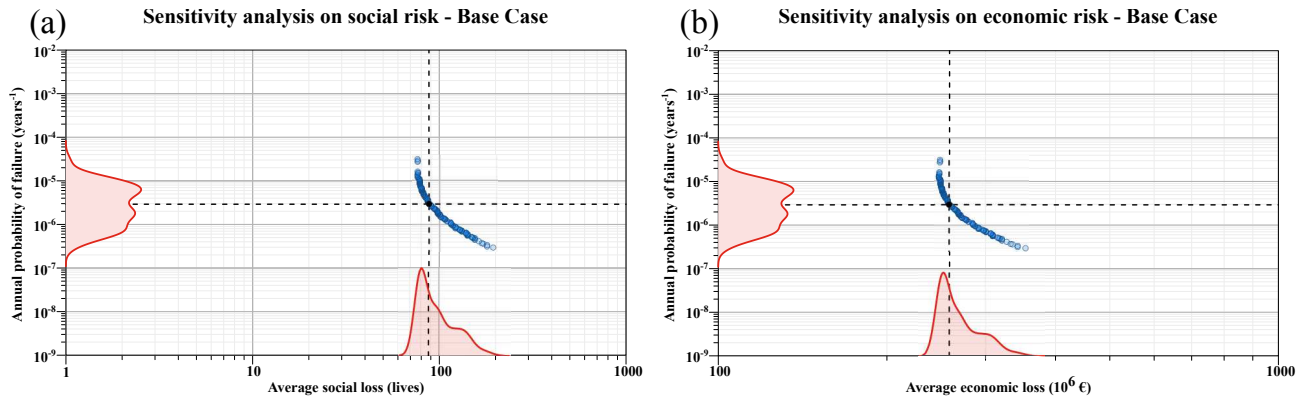 (a)
Sensitivity analysis on social risk - Base Case
Annual probability of failure (years-1)
10-2
10-3
10-4
10-5
10-6
10-7
10-8
10-9
1
10
100
1000
Average social loss (lives)
(b)
Sensitivity analysis on economic risk - Base Case
Annual probability of failure (years-1)
10-2
10-3
10-4
10-5
10-6
10-7
10-8
10-9
100
1000
Average economic loss (106 €)